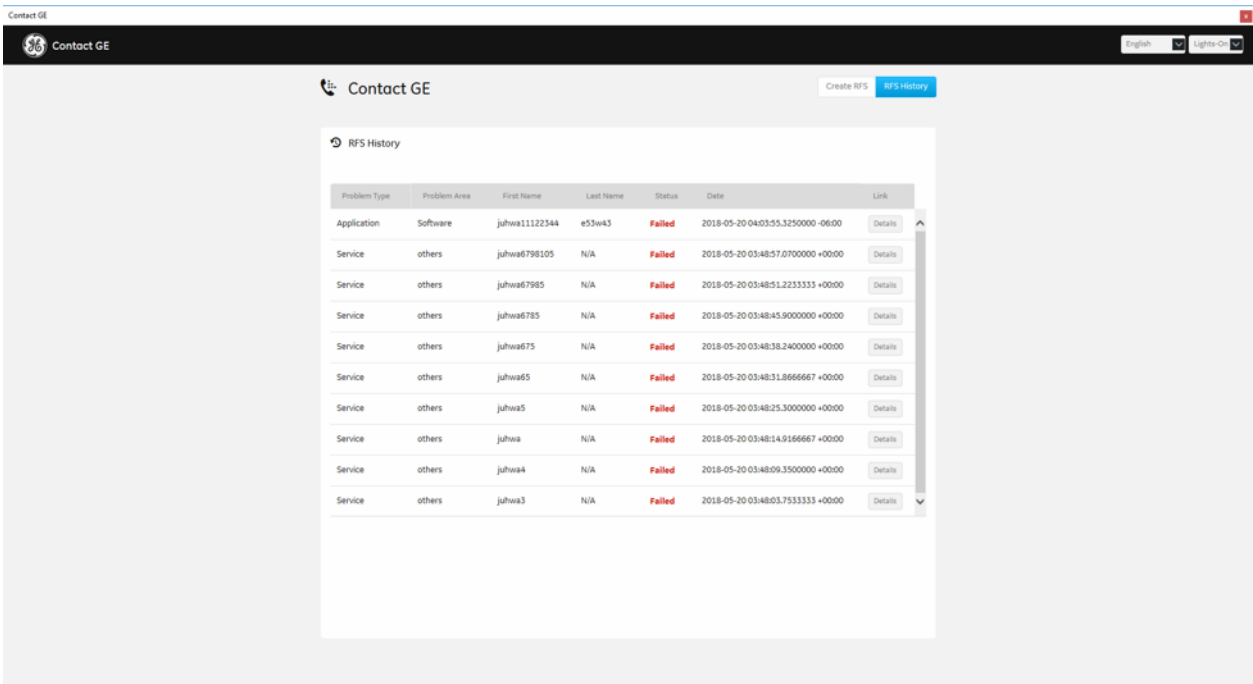 Contact GE
x
Contact GE English Lights-On
Contact GE Create RFS RFS History
RFS History
Problem Type Problem Area First Name Last Name Status Date Link
Application Software juhwa11122344 e53w43 Failed 2018-05-20 04:03:55.3250000 -06:00 Details
Service others juhwa6798105 N/A Failed 2018-05-20 03:48:57.0700000 +00:00 Details
Service others juhwa67985 N/A Failed 2018-05-20 03:48:51.2233333 +00:00 Details
Service others juhwa6785 N/A Failed 2018-05-20 03:48:45.9000000 +00:00 Details
Service others juhwa675 N/A Failed 2018-05-20 03:48:38.2400000 +00:00 Details
Service others juhwa65 N/A Failed 2018-05-20 03:48:31.8666667 +00:00 Details
Service others juhwa5 N/A Failed 2018-05-20 03:48:25.3000000 +00:00 Details
Service others juhwa N/A Failed 2018-05-20 03:48:14.9166667 +00:00 Details
Service others juhwa4 N/A Failed 2018-05-20 03:48:09.3500000 +00:00 Details
Service others juhwa3 N/A Failed 2018-05-20 03:48:03.7533333 +00:00 Details